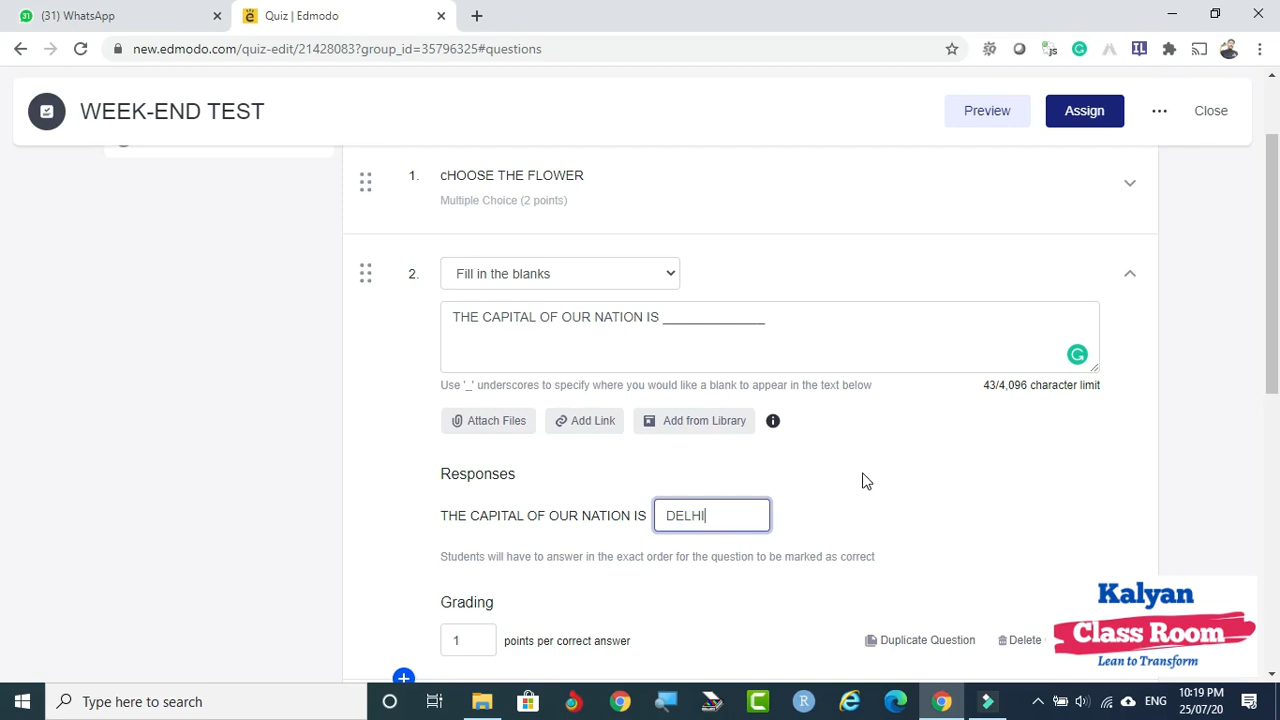 (31) WhatsApp
Quiz | Edmodo
new.edmodo.com/quiz-edit/21428083?group_id=35796325#questions
WEEK-END TEST
Preview
Assign
Close
1. cHOOSE THE FLOWER
Multiple Choice (2 points)
2. Fill in the blanks
THE CAPITAL OF OUR NATION IS ______________
Use '_' underscores to specify where you would like a blank to appear in the text below
43/4,096 character limit
Attach Files
Add Link
Add from Library
Responses
THE CAPITAL OF OUR NATION IS DELHI
Students will have to answer in the exact order for the question to be marked as correct
Grading
1 points per correct answer
Duplicate Question
Delete
Kalyan
Class Room
Lean to Transform
Type here to search
ENG
10:19 PM
25/07/20